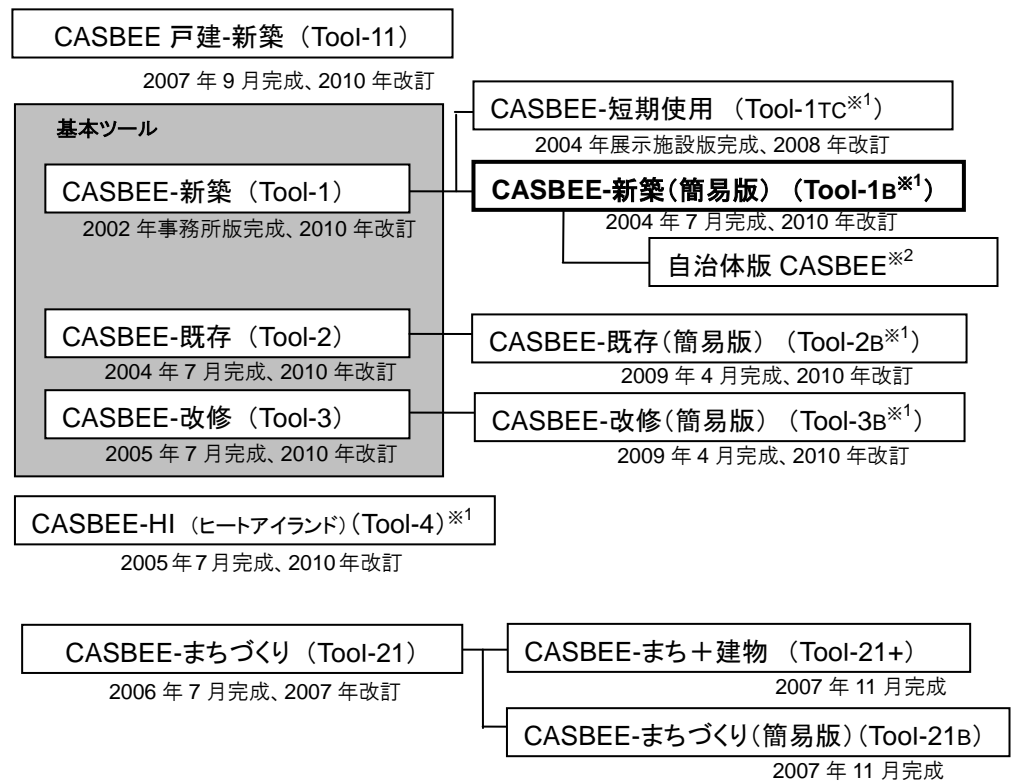 CASBEE 戸建-新築 (Tool-11)
2007 年 9 月完成、2010 年改訂
基本ツール
CASBEE-短期使用 (Tool-1TC※1)
2004 年展示施設版完成、2008 年改訂
CASBEE-新築 (Tool-1)
2002 年事務所版完成、2010 年改訂
CASBEE-新築(簡易版) (Tool-1B※1)
2004 年 7 月完成、2010 年改訂
自治体版 CASBEE※2
CASBEE-既存 (Tool-2)
2004 年 7 月完成、2010 年改訂
CASBEE-既存(簡易版) (Tool-2B※1)
2009 年 4 月完成、2010 年改訂
CASBEE-改修 (Tool-3)
2005 年 7 月完成、2010 年改訂
CASBEE-改修(簡易版) (Tool-3B※1)
2009 年 4 月完成、2010 年改訂
CASBEE-HI (ヒートアイランド)(Tool-4)※1
2005 年 7 月完成、2010 年改訂
CASBEE-まちづくり (Tool-21)
2006 年 7 月完成、2007 年改訂
CASBEE-まち＋建物 (Tool-21+)
2007 年 11 月完成
CASBEE-まちづくり(簡易版)(Tool-21B)
2007 年 11 月完成